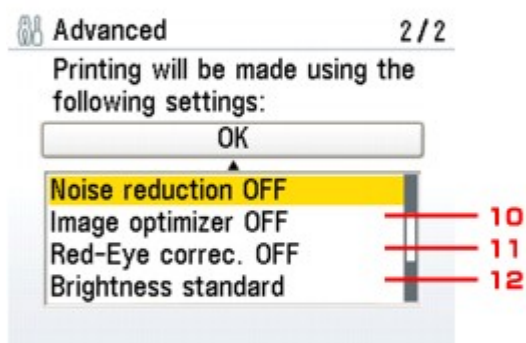 Advanced 2/2
Printing will be made using the
following settings:
OK
Noise reduction OFF
Image optimizer OFF 10
Red-Eye correc. OFF 11
Brightness standard 12